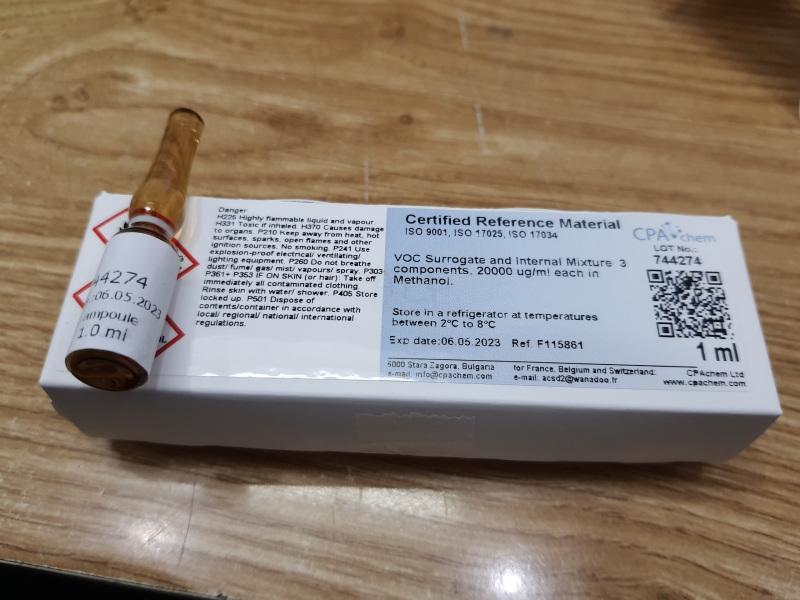 44274
:06.05.2023
ampoule
1.0 ml
Danger
H225 Highly flammable liquid and vapour.
H331 Toxic if inhaled. H370 Causes damage
to organs. P210 Keep away from heat, hot
surfaces, sparks, open flames and other
ignition sources. No smoking. P241 Use
explosion-proof electrical/ ventilating/
lighting equipment. P260 Do not breathe
dust/ fume/ gas/ mist/ vapours/ spray. P303+
P361+ P353 IF ON SKIN (or hair): Take off
immediately all contaminated clothing.
Rinse skin with water/ shower. P405 Store
locked up. P501 Dispose of
contents/container in accordance with
local/ regional/ national/ international
regulations.
Certified Reference Material
ISO 9001, ISO 17025, ISO 17034
VOC Surrogate and Internal Mixture 3
components. 20000 ug/ml each in
Methanol.
Store in a refrigerator at temperatures
between 2°C to 8°C
Exp date:06.05.2023 Ref. F115861
CPAchem
LOT No.:
744274
1 ml
6000 Stara Zagora, Bulgaria
e-mail: info@cpachem.com
for France, Belgium and Switzerland:
e-mail: acsd2@wanadoo.fr
CPAchem Ltd
www.cpachem.com